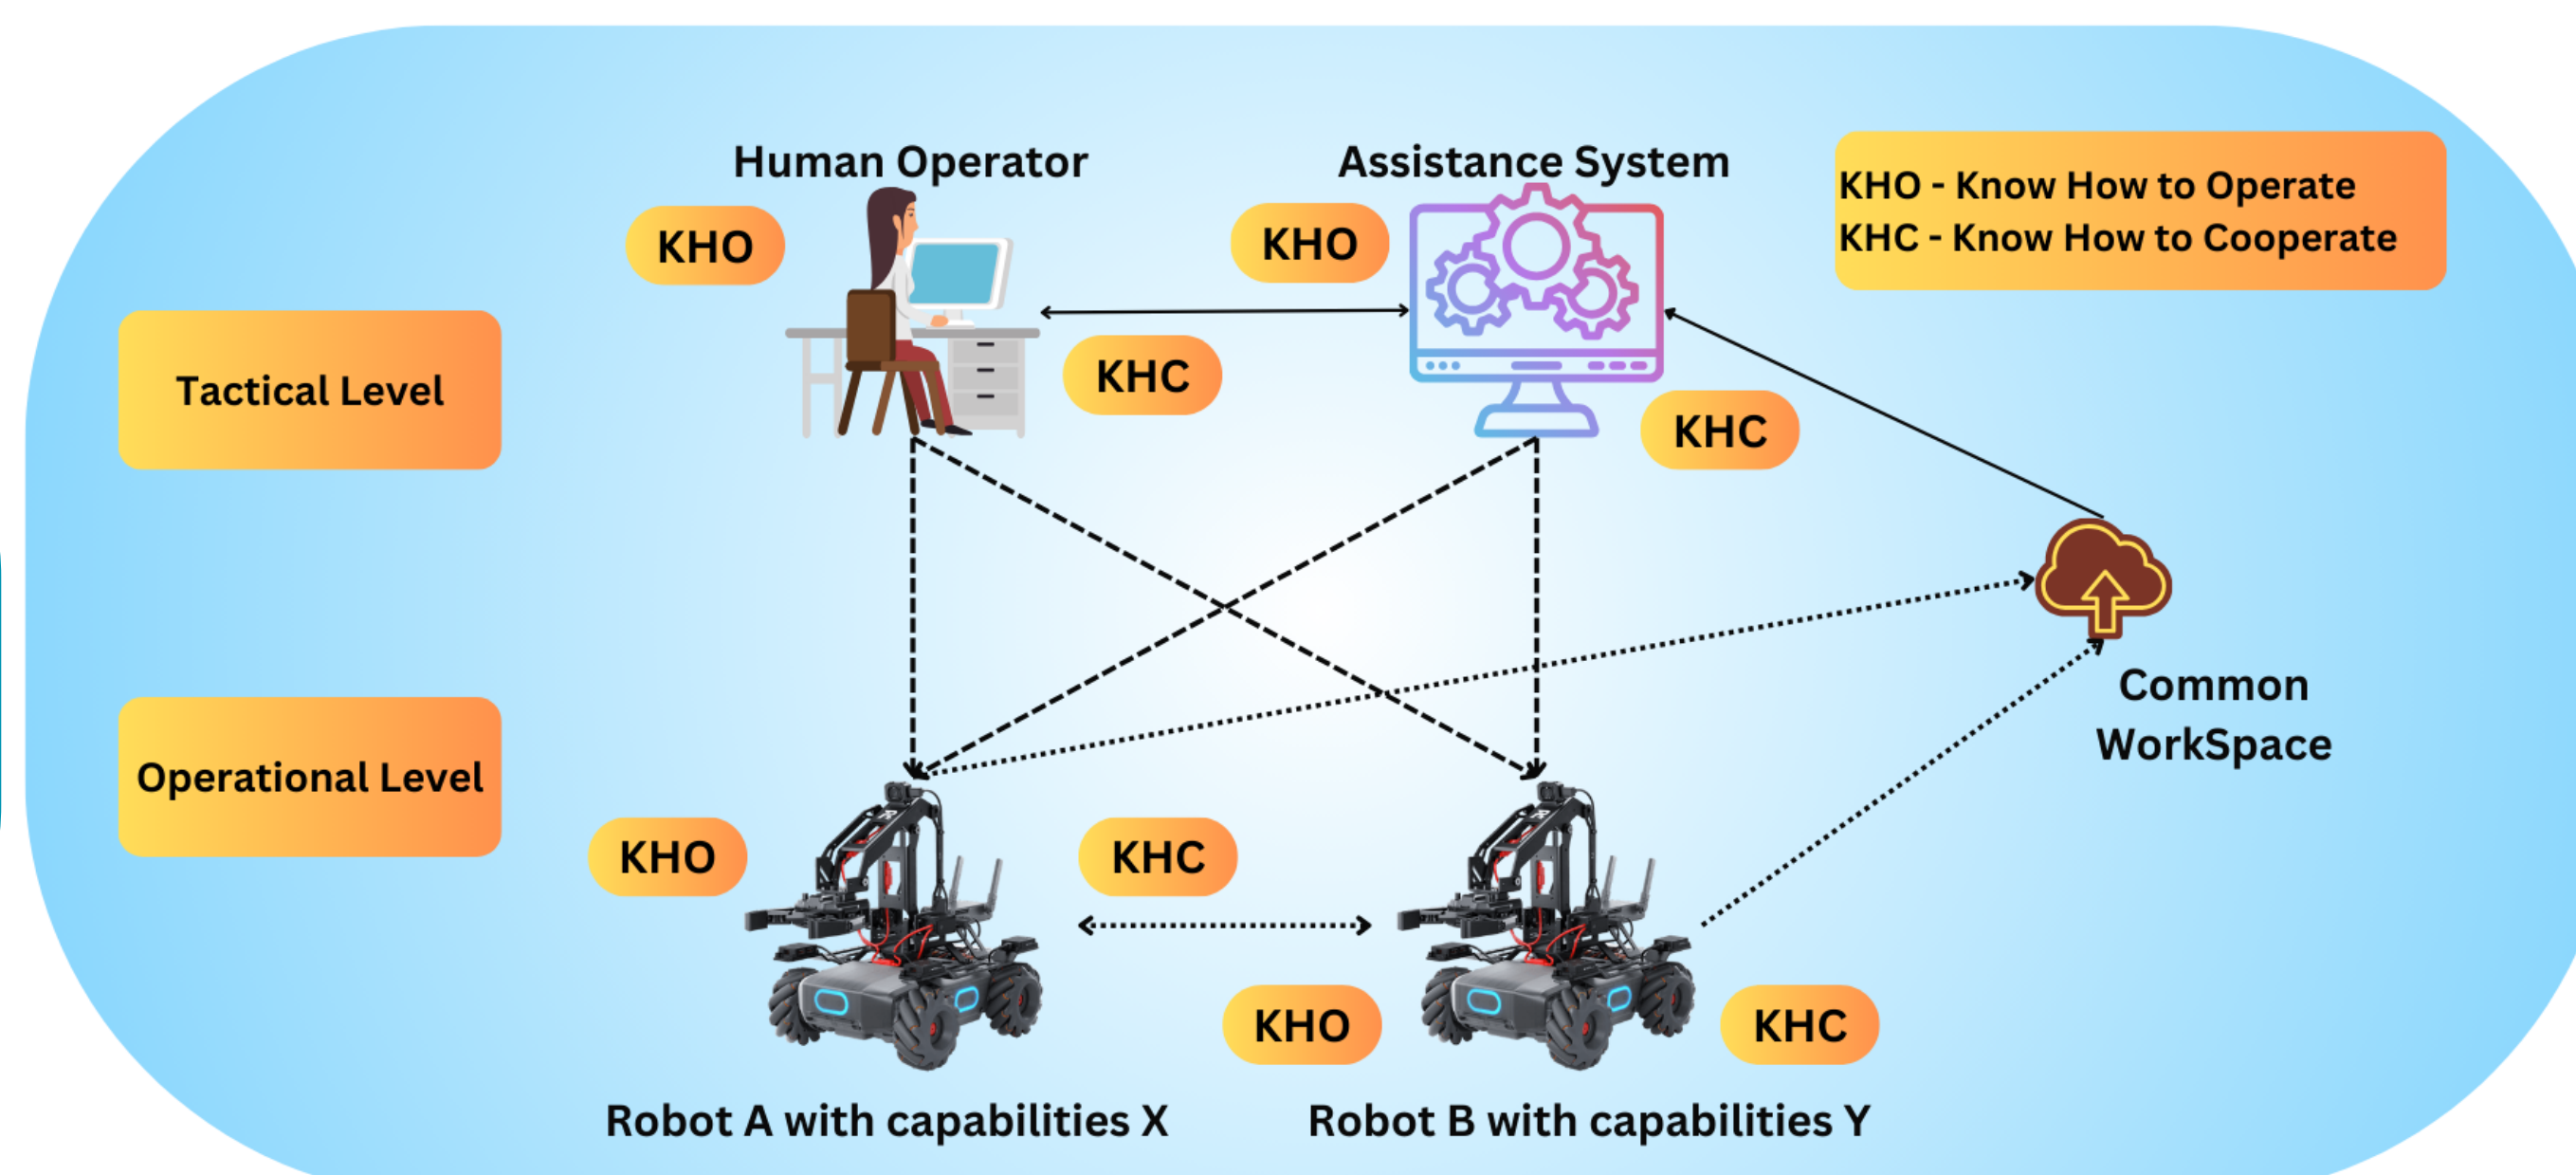 Human Operator
Assistance System
KHO - Know How to Operate
KHC - Know How to Cooperate
KHO
KHO
Tactical Level
KHC
KHC
Common
WorkSpace
Operational Level
KHO
KHC
KHO
KHC
Robot A with capabilities X
Robot B with capabilities Y